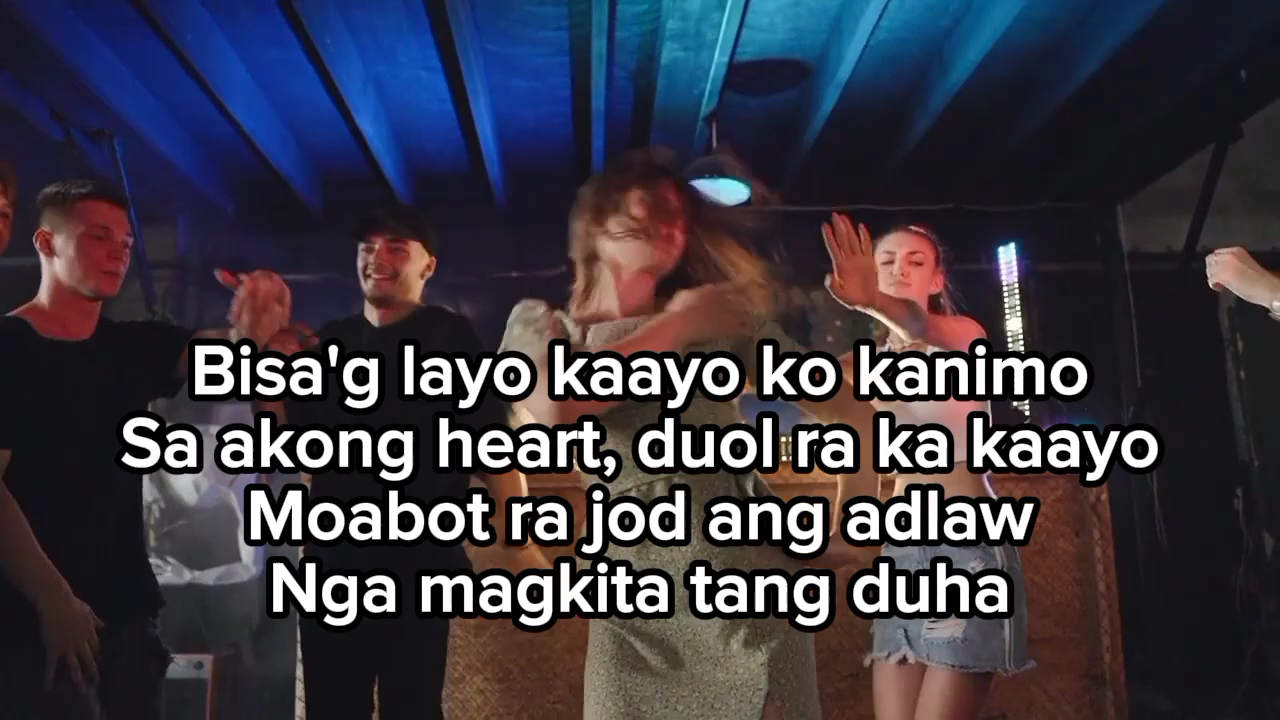 Bisa'g layo kaayo ko kanimo
Sa akong heart, duol ra ka kaayo
Moabot ra jod ang adlaw
Nga magkita tang duha